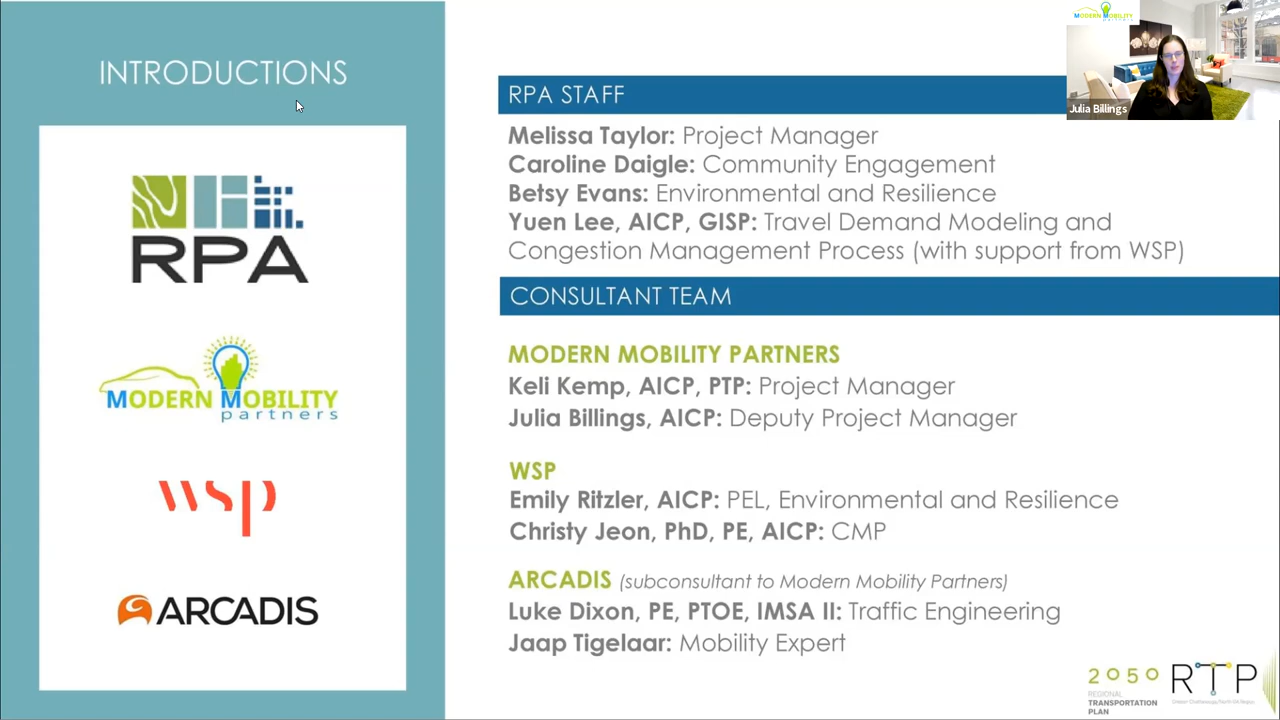 INTRODUCTIONS
RPA
MODERN MOBILITY
partners
wsp
ARCADIS
RPA STAFF
Melissa Taylor: Project Manager
Caroline Daigle: Community Engagement
Betsy Evans: Environmental and Resilience
Yuen Lee, AICP, GISP: Travel Demand Modeling and
Congestion Management Process (with support from WSP)
CONSULTANT TEAM
MODERN MOBILITY PARTNERS
Keli Kemp, AICP, PTP: Project Manager
Julia Billings, AICP: Deputy Project Manager
WSP
Emily Ritzler, AICP: PEL, Environmental and Resilience
Christy Jeon, PhD, PE, AICP: CMP
ARCADIS (subconsultant to Modern Mobility Partners)
Luke Dixon, PE, PTOE, IMSA II: Traffic Engineering
Jaap Tigelaar: Mobility Expert
MODERN MOBILITY
partners
Julia Billings
2050
REGIONAL
TRANSPORTATION
PLAN
RTP